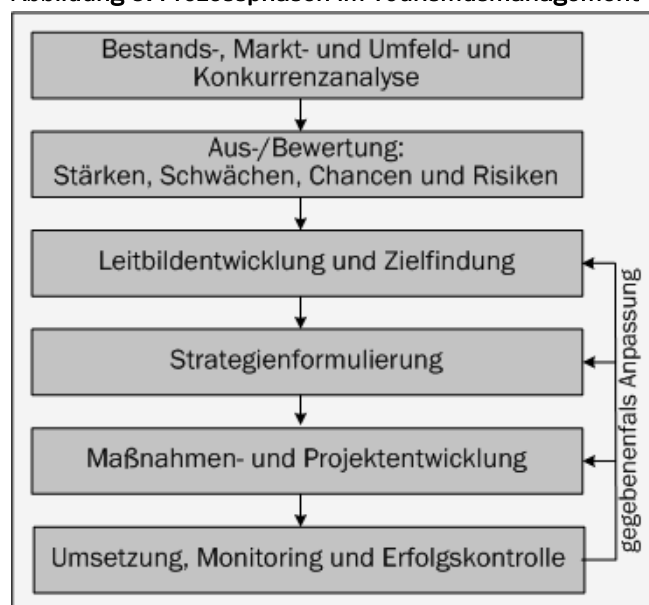 Abbildung 3: Prozessphasen im Tourismusmanagement
Bestands-, Markt- und Umfeld- und
Konkurrenzanalyse
Aus-/Bewertung:
Stärken, Schwächen, Chancen und Risiken
Leitbildentwicklung und Zielfindung
Strategienformulierung
Maßnahmen- und Projektentwicklung
Umsetzung, Monitoring und Erfolgskontrolle
gegebenenfalls Anpassung